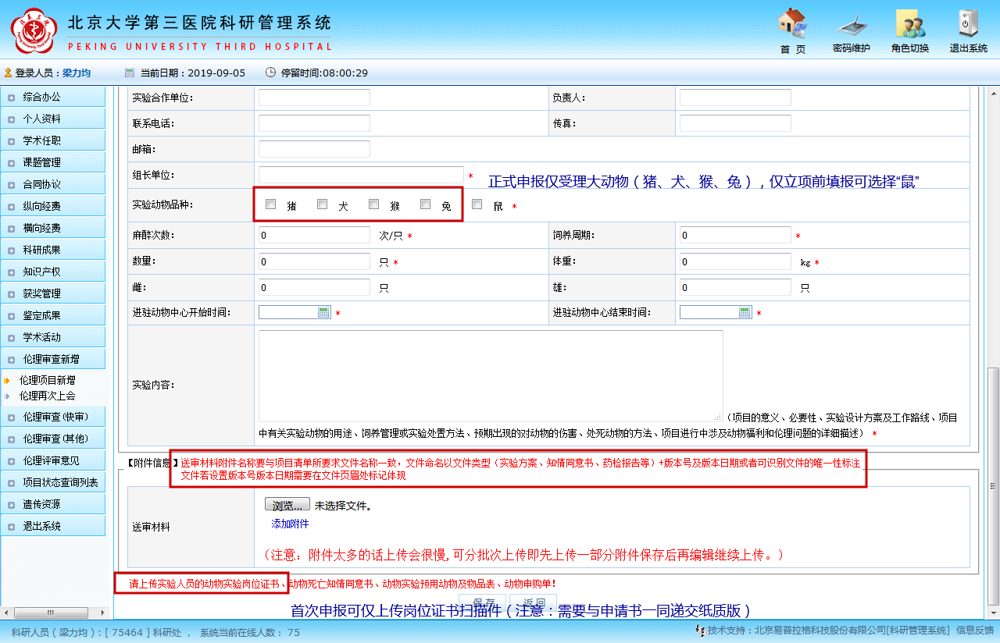 北京大学第三医院科研管理系统
PEKING UNIVERSITY THIRD HOSPITAL
首 页 密码维护 角色切换 退出系统
登录人员：梁力均 当前日期：2019-09-05 停留时间:08:00:29
综合办公
个人资料
学术任职
课题管理
合同协议
纵向经费
横向经费
科研成果
知识产权
获奖管理
鉴定成果
学术活动
伦理审查新增
伦理项目新增
伦理再次上会
伦理审查(快审)
伦理审查(其他)
伦理评审意见
项目状态查询列表
遗传资源
退出系统
实验合作单位: 负责人:
联系电话: 传真:
邮箱:
组长单位: *
正式申报仅受理大动物（猪、犬、猴、兔），仅立项前填报可选择“鼠”
实验动物品种: 猪 犬 猴 兔 鼠 *
麻醉次数: 0 次/只 * 饲养周期: 0 *
数量: 0 只 * 体重: 0 kg *
雌: 0 只 雄: 0 只
进驻动物中心开始时间: * 进驻动物中心结束时间: *
实验内容: （项目的意义、必要性、实验设计方案及工作路线、项目
中有关实验动物的用途、饲养管理或实验处置方法、预期出现的对动物的伤害、处死动物的方法、项目进行中涉及动物福利和伦理问题的详细描述） *
【附件信息】送审材料附件名称要与项目清单所要求文件名称一致，文件命名以文件类型（实验方案、知情同意书、药检报告等）+版本号及版本日期或者可识别文件的唯一性标注
文件若设置版本号版本日期需要在文件页眉处标记体现
送审材料 浏览... 未选择文件。
添加附件
（注意：附件太多的话上传会很慢,可分批次上传即先上传一部分附件保存后再编辑继续上传。）
请上传实验人员的动物实验岗位证书、动物死亡知情同意书、动物实验预用动物及物品表、动物申购单！
保 存 返 回
首次申报可仅上传岗位证书扫描件（注意：需要与申请书一同递交纸质版）
科研人员（梁力均）：[ 75464 ] 科研处 ， 系统当前在线人数： 75
技术支持：北京易普拉格科技股份有限公司[科研管理系统] 信息反馈